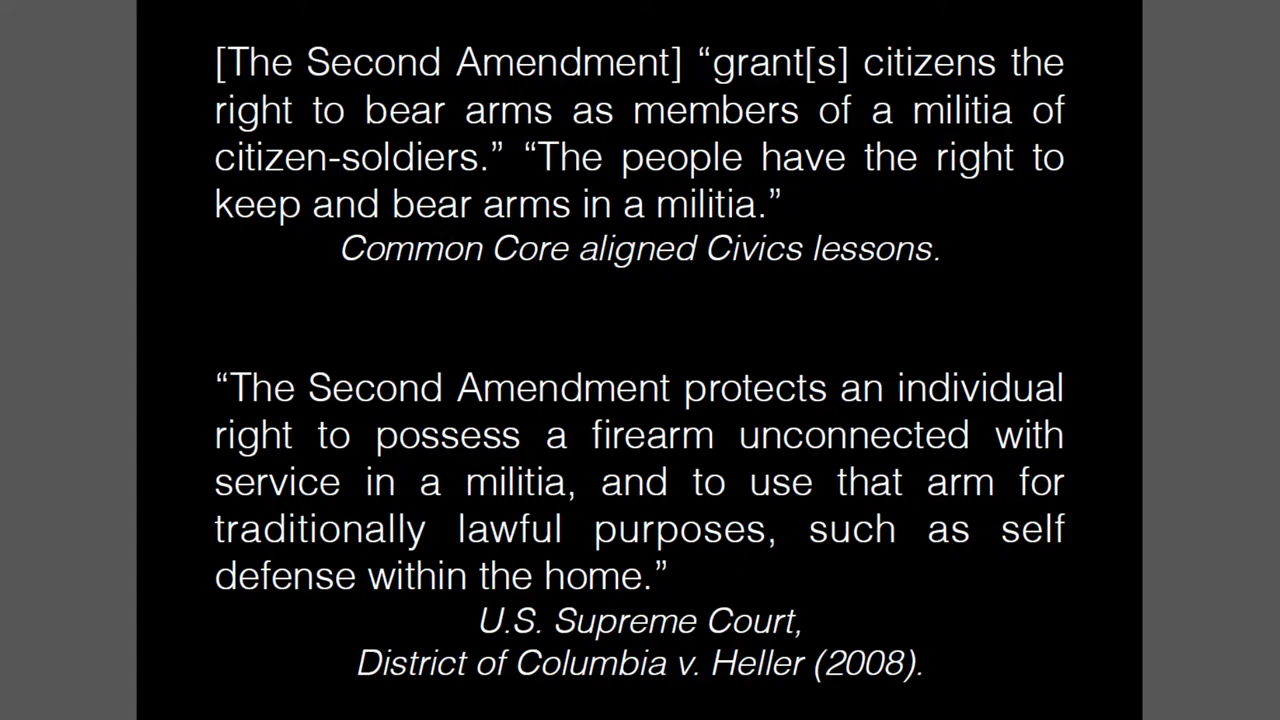 [The Second Amendment] “grant[s] citizens the
right to bear arms as members of a militia of
citizen-soldiers.” “The people have the right to
keep and bear arms in a militia.”
Common Core aligned Civics lessons.
“The Second Amendment protects an individual
right to possess a firearm unconnected with
service in a militia, and to use that arm for
traditionally lawful purposes, such as self
defense within the home.”
U.S. Supreme Court,
District of Columbia v. Heller (2008).